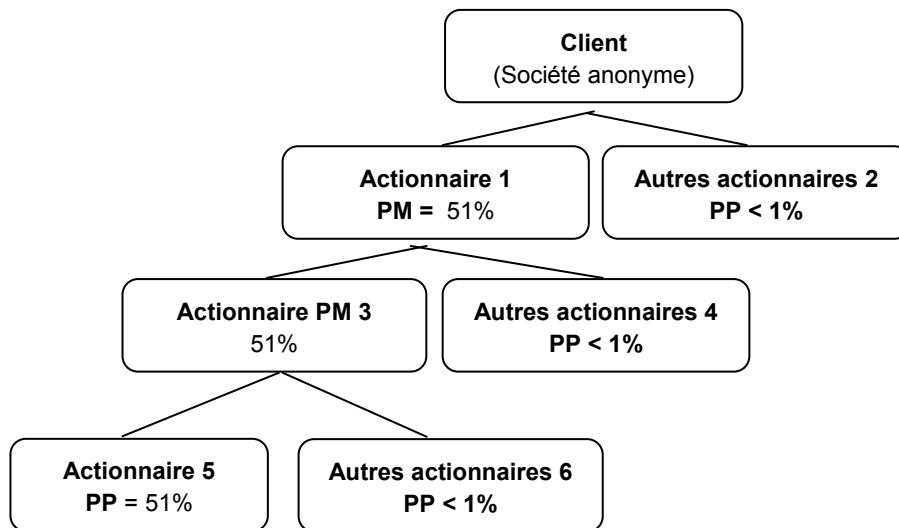 Client
(Société anonyme)
Actionnaire 1
PM = 51%
Autres actionnaires 2
PP < 1%
Actionnaire PM 3
51%
Autres actionnaires 4
PP < 1%
Actionnaire 5
PP = 51%
Autres actionnaires 6
PP < 1%